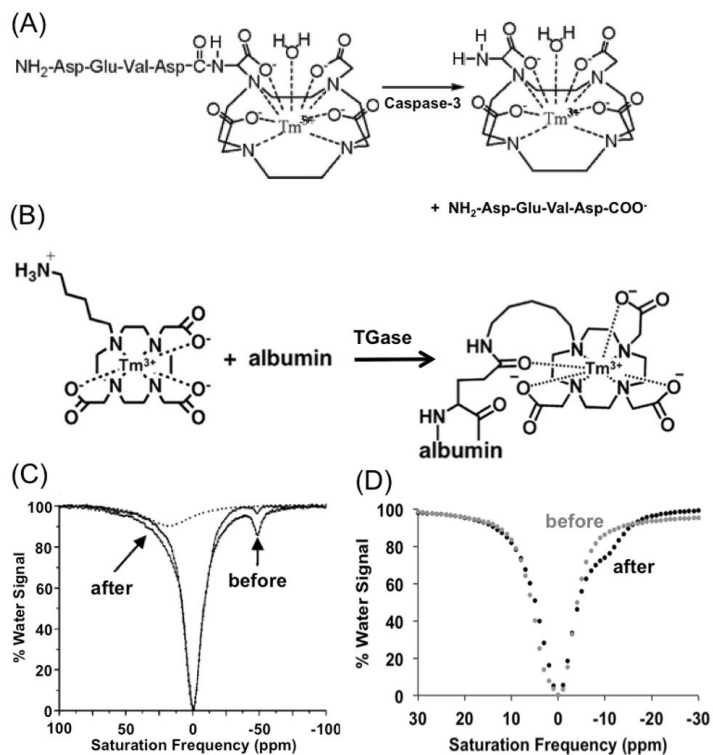 (A)
NH₂-Asp-Glu-Val-Asp-C-N
O H
O
O⁻
H H
O
O
O⁻
N N
O
O⁻
Tm³⁺
O⁻
O
N N
Caspase-3
H
H-N
O
O⁻
H H
O
O
O⁻
N N
O
O⁻
Tm³⁺
O⁻
O
N N
+ NH₂-Asp-Glu-Val-Asp-COO⁻
(B)
H₃N⁺
O
N N
O⁻
Tm³⁺
O⁻
O⁻
N N
O
O
+ albumin
TGase
HN
O
O⁻
O
N N
Tm³⁺
O⁻
O⁻
N N
O
O
HN
O
albumin
(C)
% Water Signal
100
80
60
40
20
0
after
before
100 50 0 -50 -100
Saturation Frequency (ppm)
(D)
% Water Signal
100
80
60
40
20
0
before
after
30 20 10 0 -10 -20 -30
Saturation Frequency (ppm)